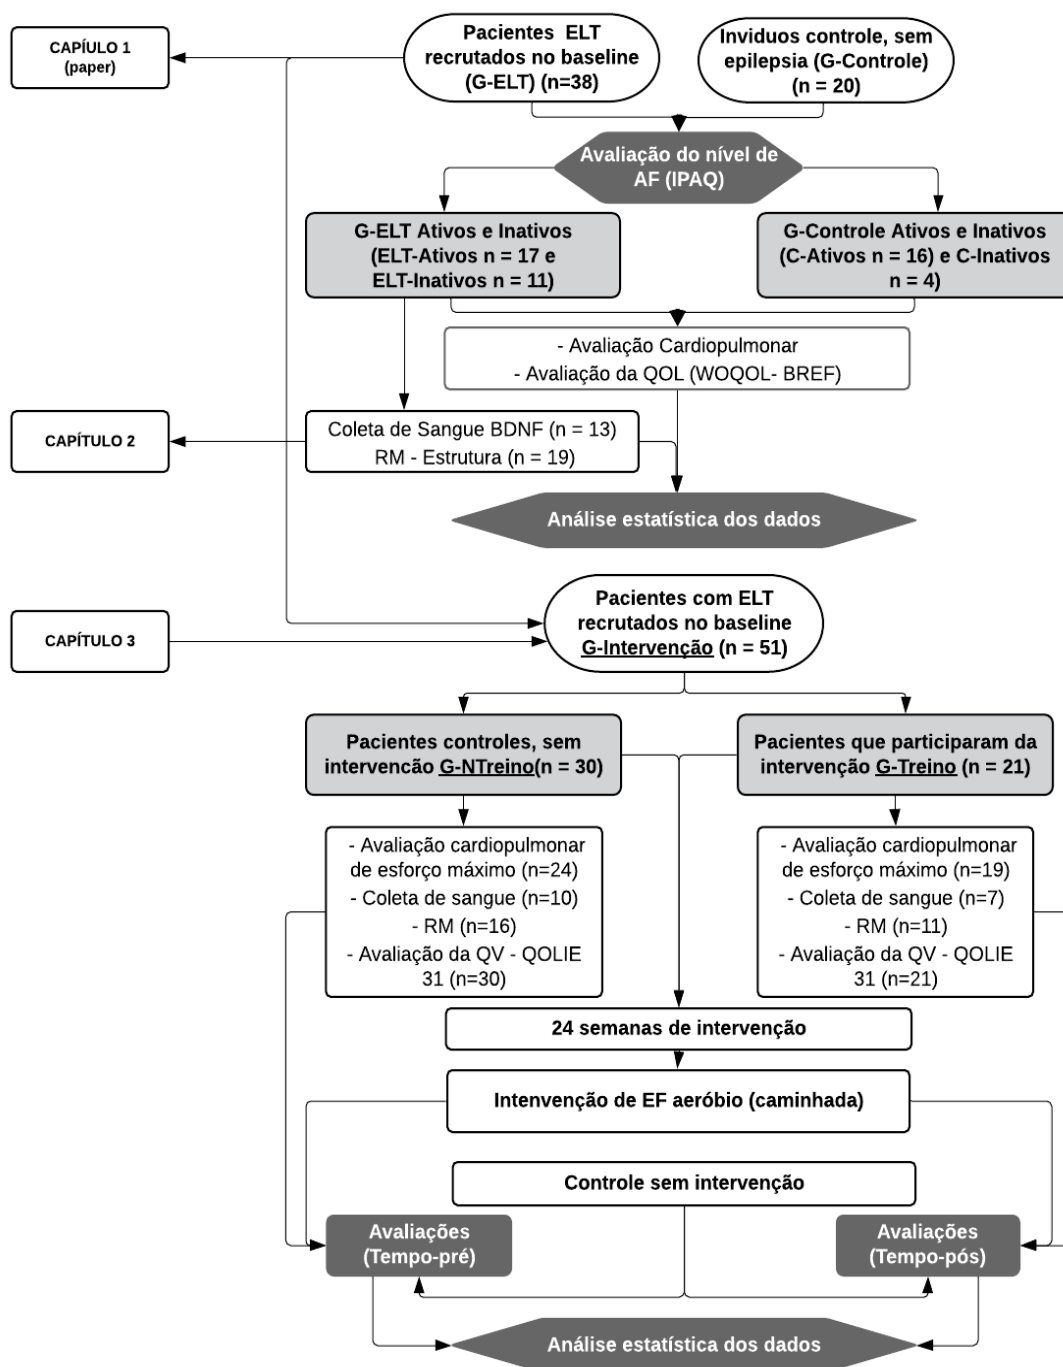 CAPÍULO 1
(paper)
Pacientes ELT
recrutados no baseline
(G-ELT) (n=38)
Inviduos controle, sem
epilepsia (G-Controle)
(n = 20)
Avaliação do nível de
AF (IPAQ)
G-ELT Ativos e Inativos
(ELT-Ativos n = 17 e
ELT-Inativos n = 11)
G-Controle Ativos e Inativos
(C-Ativos n = 16) e C-Inativos
n = 4)
- Avaliação Cardiopulmonar
- Avaliação da QOL (WOQOL- BREF)
CAPÍTULO 2
Coleta de Sangue BDNF (n = 13)
RM - Estrutura (n = 19)
Análise estatística dos dados
CAPÍTULO 3
Pacientes com ELT
recrutados no baseline
G-Intervenção (n = 51)
Pacientes controles, sem
intervencão G-NTreino(n = 30)
Pacientes que participaram da
intervenção G-Treino (n = 21)
- Avaliação cardiopulmonar
de esforço máximo (n=24)
- Coleta de sangue (n=10)
- RM (n=16)
- Avaliação da QV - QOLIE
31 (n=30)
- Avaliação cardiopulmonar
de esforço máximo (n=19)
- Coleta de sangue (n=7)
- RM (n=11)
- Avaliação da QV - QOLIE
31 (n=21)
24 semanas de intervenção
Intenvenção de EF aeróbio (caminhada)
Controle sem intervenção
Avaliações
(Tempo-pré)
Avaliações
(Tempo-pós)
Análise estatística dos dados